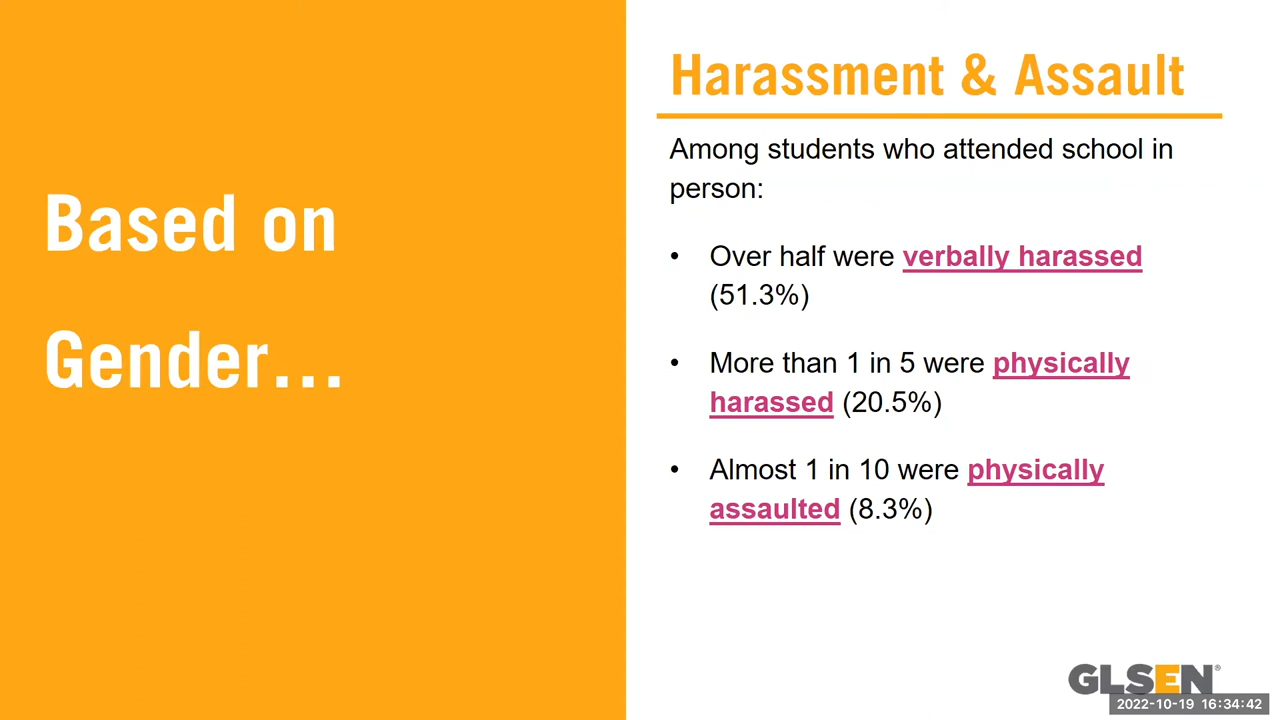 Based on
Gender...
Harassment & Assault
Among students who attended school in
person:
• Over half were verbally harassed
(51.3%)
• More than 1 in 5 were physically
harassed (20.5%)
• Almost 1 in 10 were physically
assaulted (8.3%)
GLSEN®
2022-10-19 16:34:42